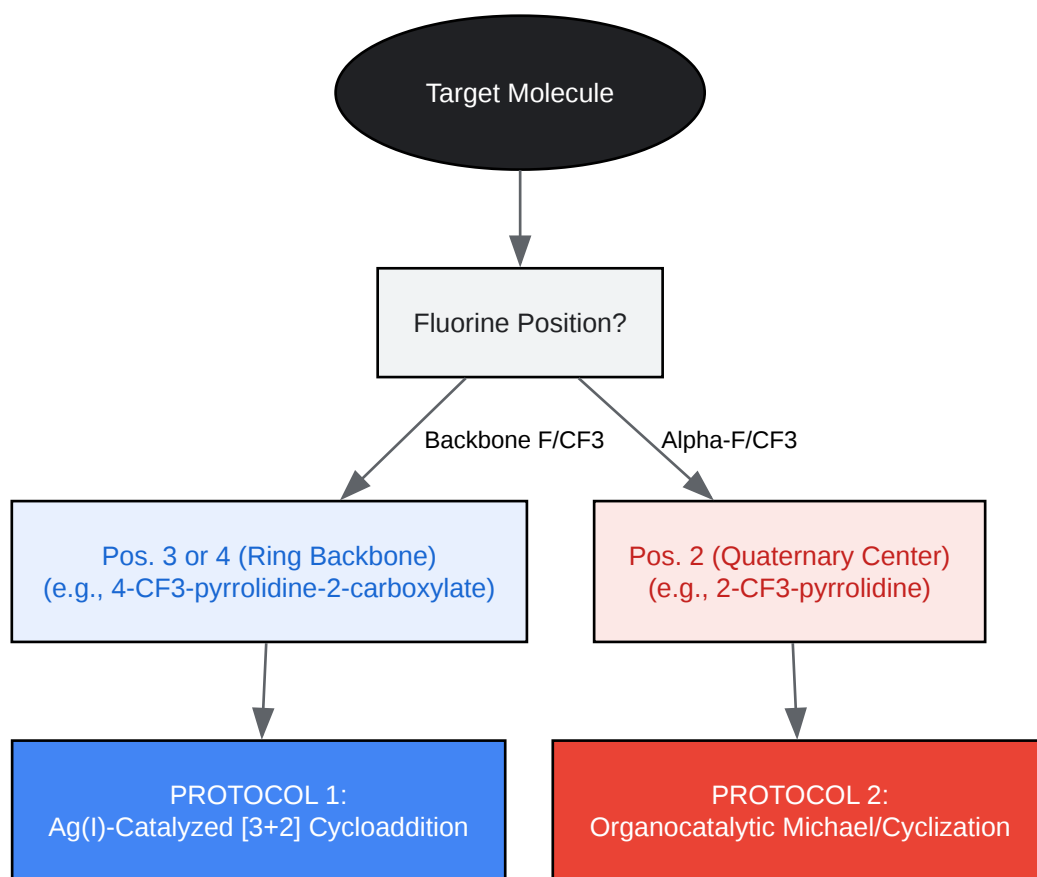 Target Molecule
Fluorine Position?
Backbone F/CF3
Alpha-F/CF3
Pos. 3 or 4 (Ring Backbone)
(e.g., 4-CF3-pyrrolidine-2-carboxylate)
Pos. 2 (Quaternary Center)
(e.g., 2-CF3-pyrrolidine)
PROTOCOL 1:
Ag(I)-Catalyzed [3+2] Cycloaddition
PROTOCOL 2:
Organocatalytic Michael/Cyclization